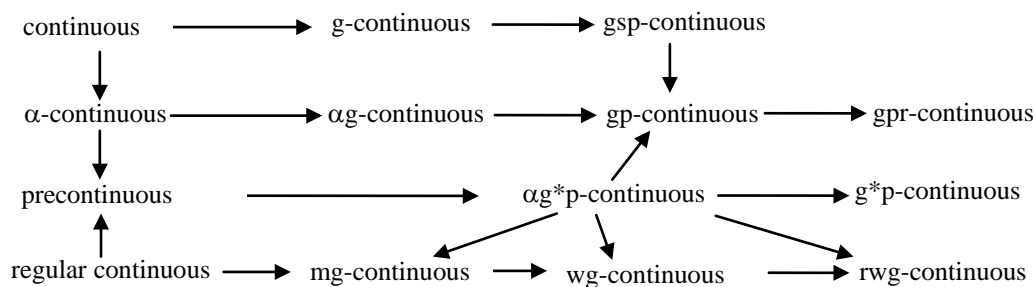 continuous g-continuous gsp-continuous
α-continuous αg-continuous gp-continuous gpr-continuous
precontinuous αg*p-continuous g*p-continuous
regular continuous mg-continuous wg-continuous rwg-continuous